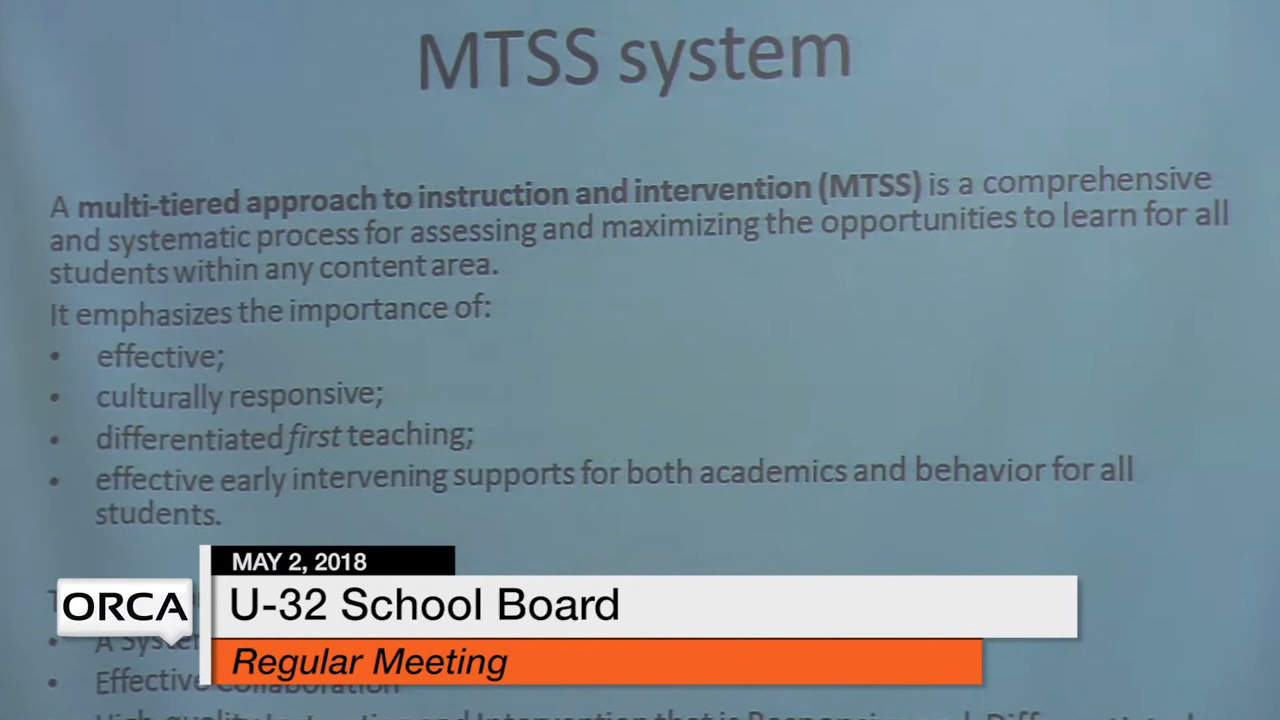 MTSS system
A multi-tiered approach to instruction and intervention (MTSS) is a comprehensive
and systematic process for assessing and maximizing the opportunities to learn for all
students within any content area.
It emphasizes the importance of:
• effective;
• culturally responsive;
• differentiated first teaching;
• effective early intervening supports for both academics and behavior for all
students.
MAY 2, 2018
ORCA
U-32 School Board
Regular Meeting
• A
• Effective Collaboration